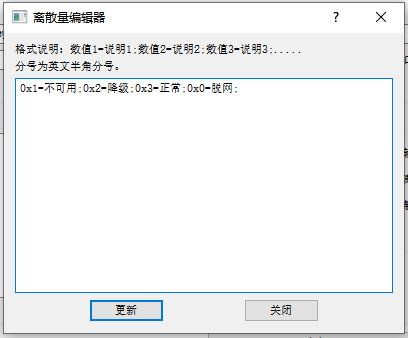 离散量编辑器
格式说明：数值1=说明1;数值2=说明2;数值3=说明3;.....
分号为英文半角分号。
0x1=不可用;0x2=降级;0x3=正常;0x0=脱网;
更新
关闭